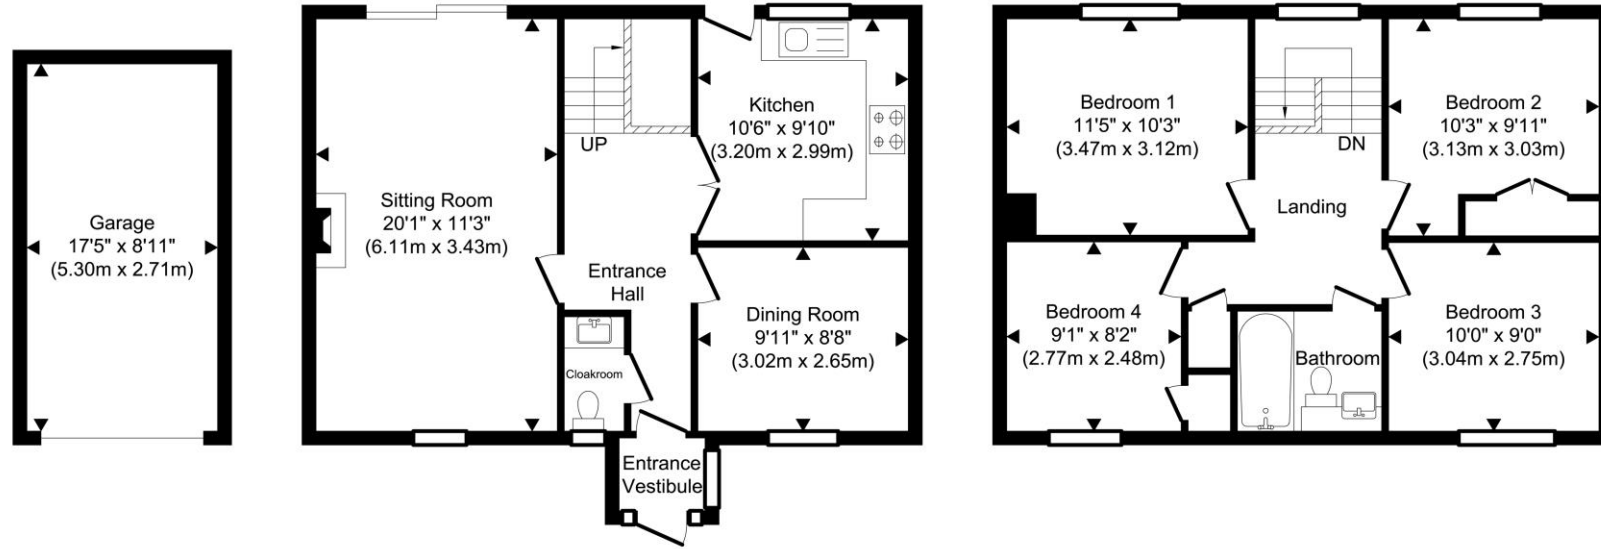 Garage
17'5" x 8'11"
(5.30m x 2.71m)
Sitting Room
20'1" x 11'3"
(6.11m x 3.43m)
UP
Kitchen
10'6" x 9'10"
(3.20m x 2.99m)
Entrance
Hall
Dining Room
9'11" x 8'8"
(3.02m x 2.65m)
Cloakroom
Entrance
Vestibule
Bedroom 1
11'5" x 10'3"
(3.47m x 3.12m)
DN
Bedroom 2
10'3" x 9'11"
(3.13m x 3.03m)
Landing
Bedroom 4
9'1" x 8'2"
(2.77m x 2.48m)
Bathroom
Bedroom 3
10'0" x 9'0"
(3.04m x 2.75m)